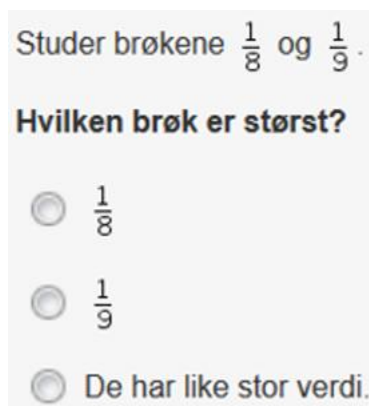 Studer brøkene 1/8 og 1/9.
Hvilken brøk er størst?
1/8
1/9
De har like stor verdi.